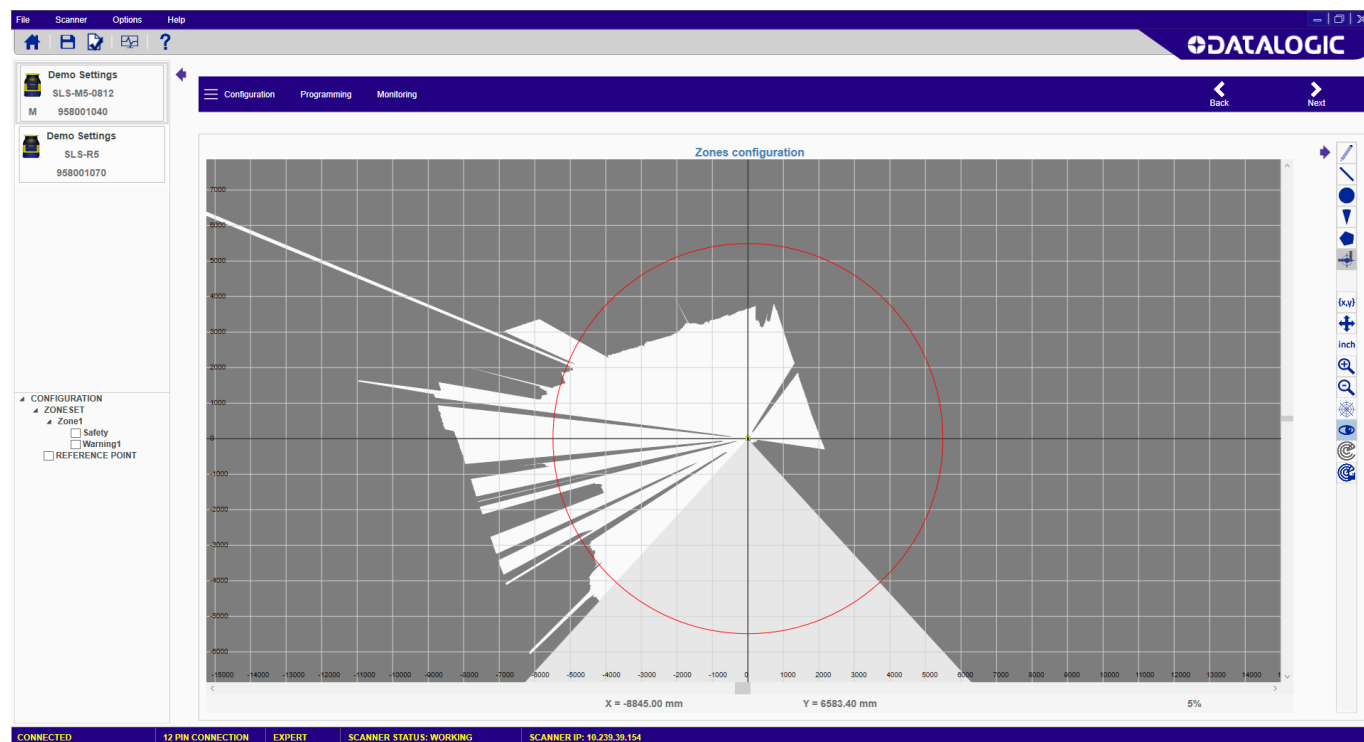 File Scanner Options Help
DATALOGIC
Demo Settings
SLS-M5-0812
M 958001040
Demo Settings
SLS-R5
958001070
Configuration Programming Monitoring
Back Next
Zones configuration
7000
6000
5000
4000
3000
2000
1000
0
-1000
-2000
-3000
-4000
-5000
-6000
-15000 -14000 -13000 -12000 -11000 -10000 -9000 -8000 -7000 -6000 -5000 -4000 -3000 -2000 -1000 0 1000 2000 3000 4000 5000 6000 7000 8000 9000 10000 11000 12000 13000 14000 1
{x,y}
inch
CONFIGURATION
ZONESET
Zone1
Safety
Warning1
REFERENCE POINT
X = -8845.00 mm Y = 6583.40 mm 5%
CONNECTED 12 PIN CONNECTION EXPERT SCANNER STATUS: WORKING SCANNER IP: 10.239.39.154